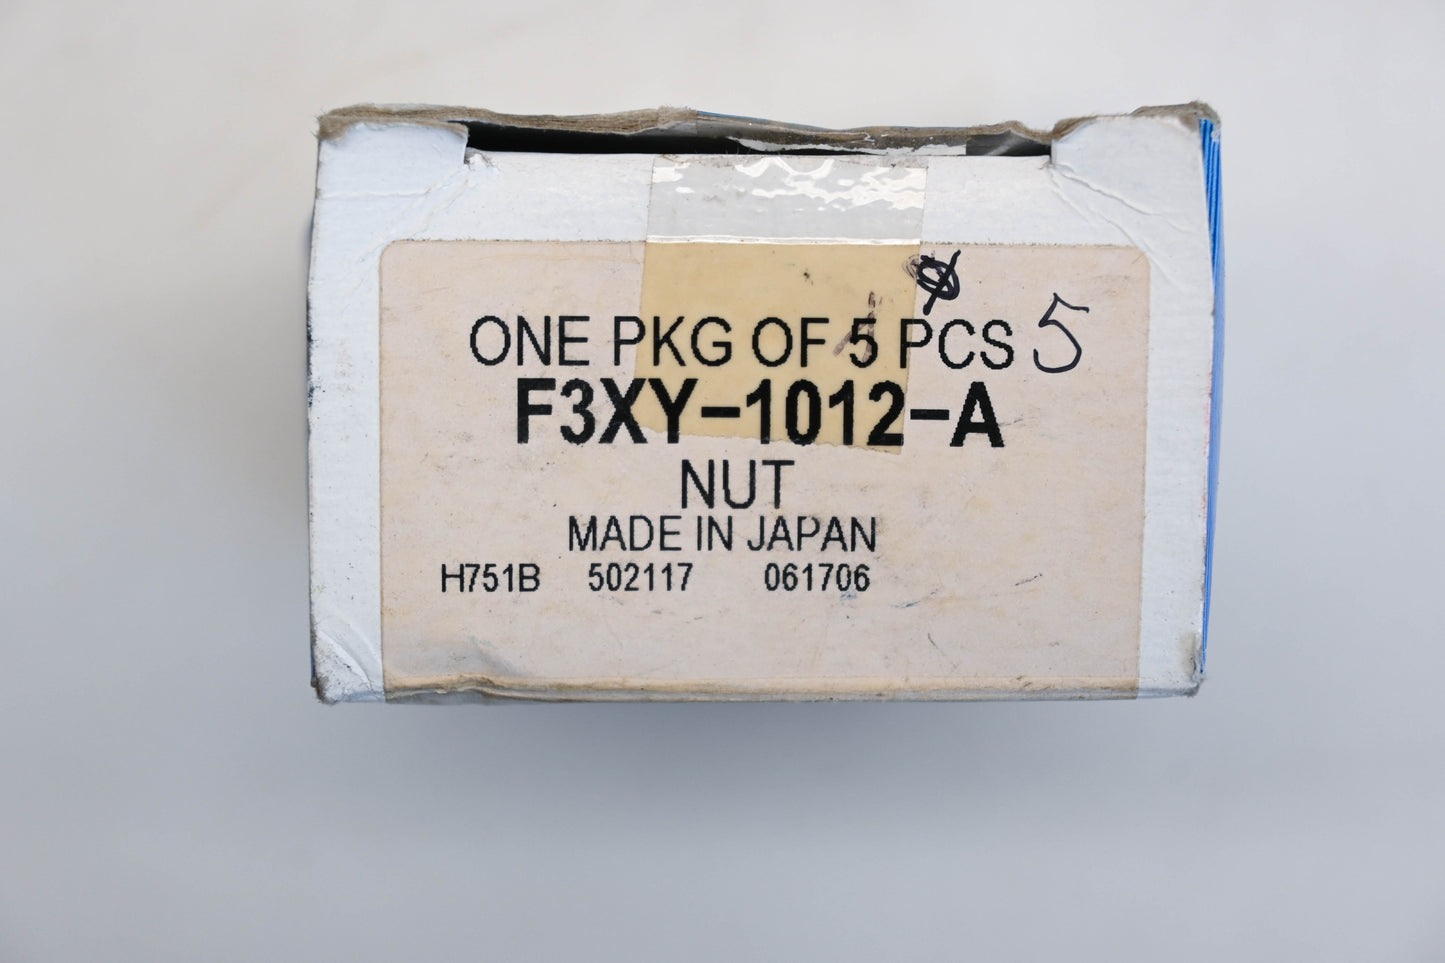 ONE PKG OF 5 PCS 5
F3XY-1012-A
NUT
MADE IN JAPAN
H751B 502117 061706